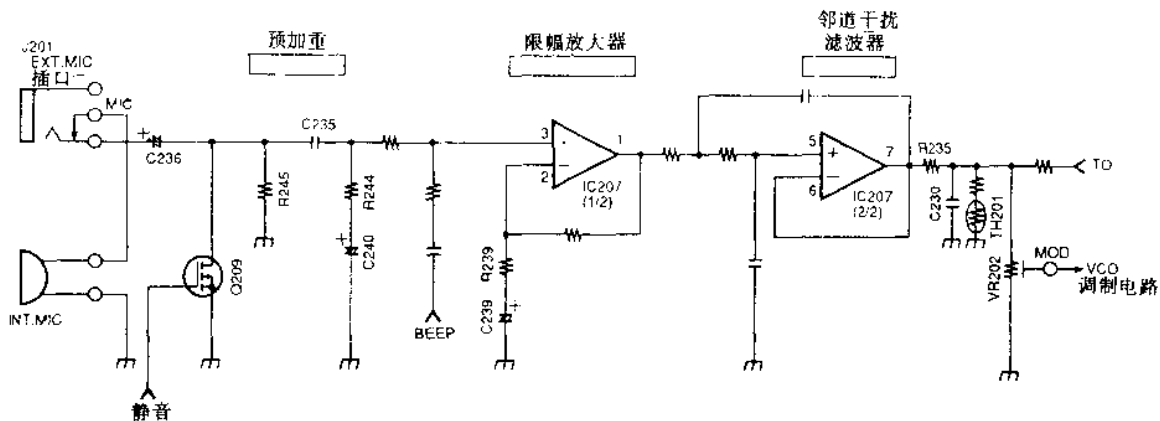 预加重
限幅放大器
邻道干扰
滤波器
J201
EXT.MIC
插口
MIC
C236
C235
R245
R244
C240
Q209
INT.MIC
静音
BEEP
3
2
1
IC207
(1/2)
R239
C239
5
6
7
IC207
(2/2)
R235
C230
TH201
VR202
TO
MOD
VCO
调制电路